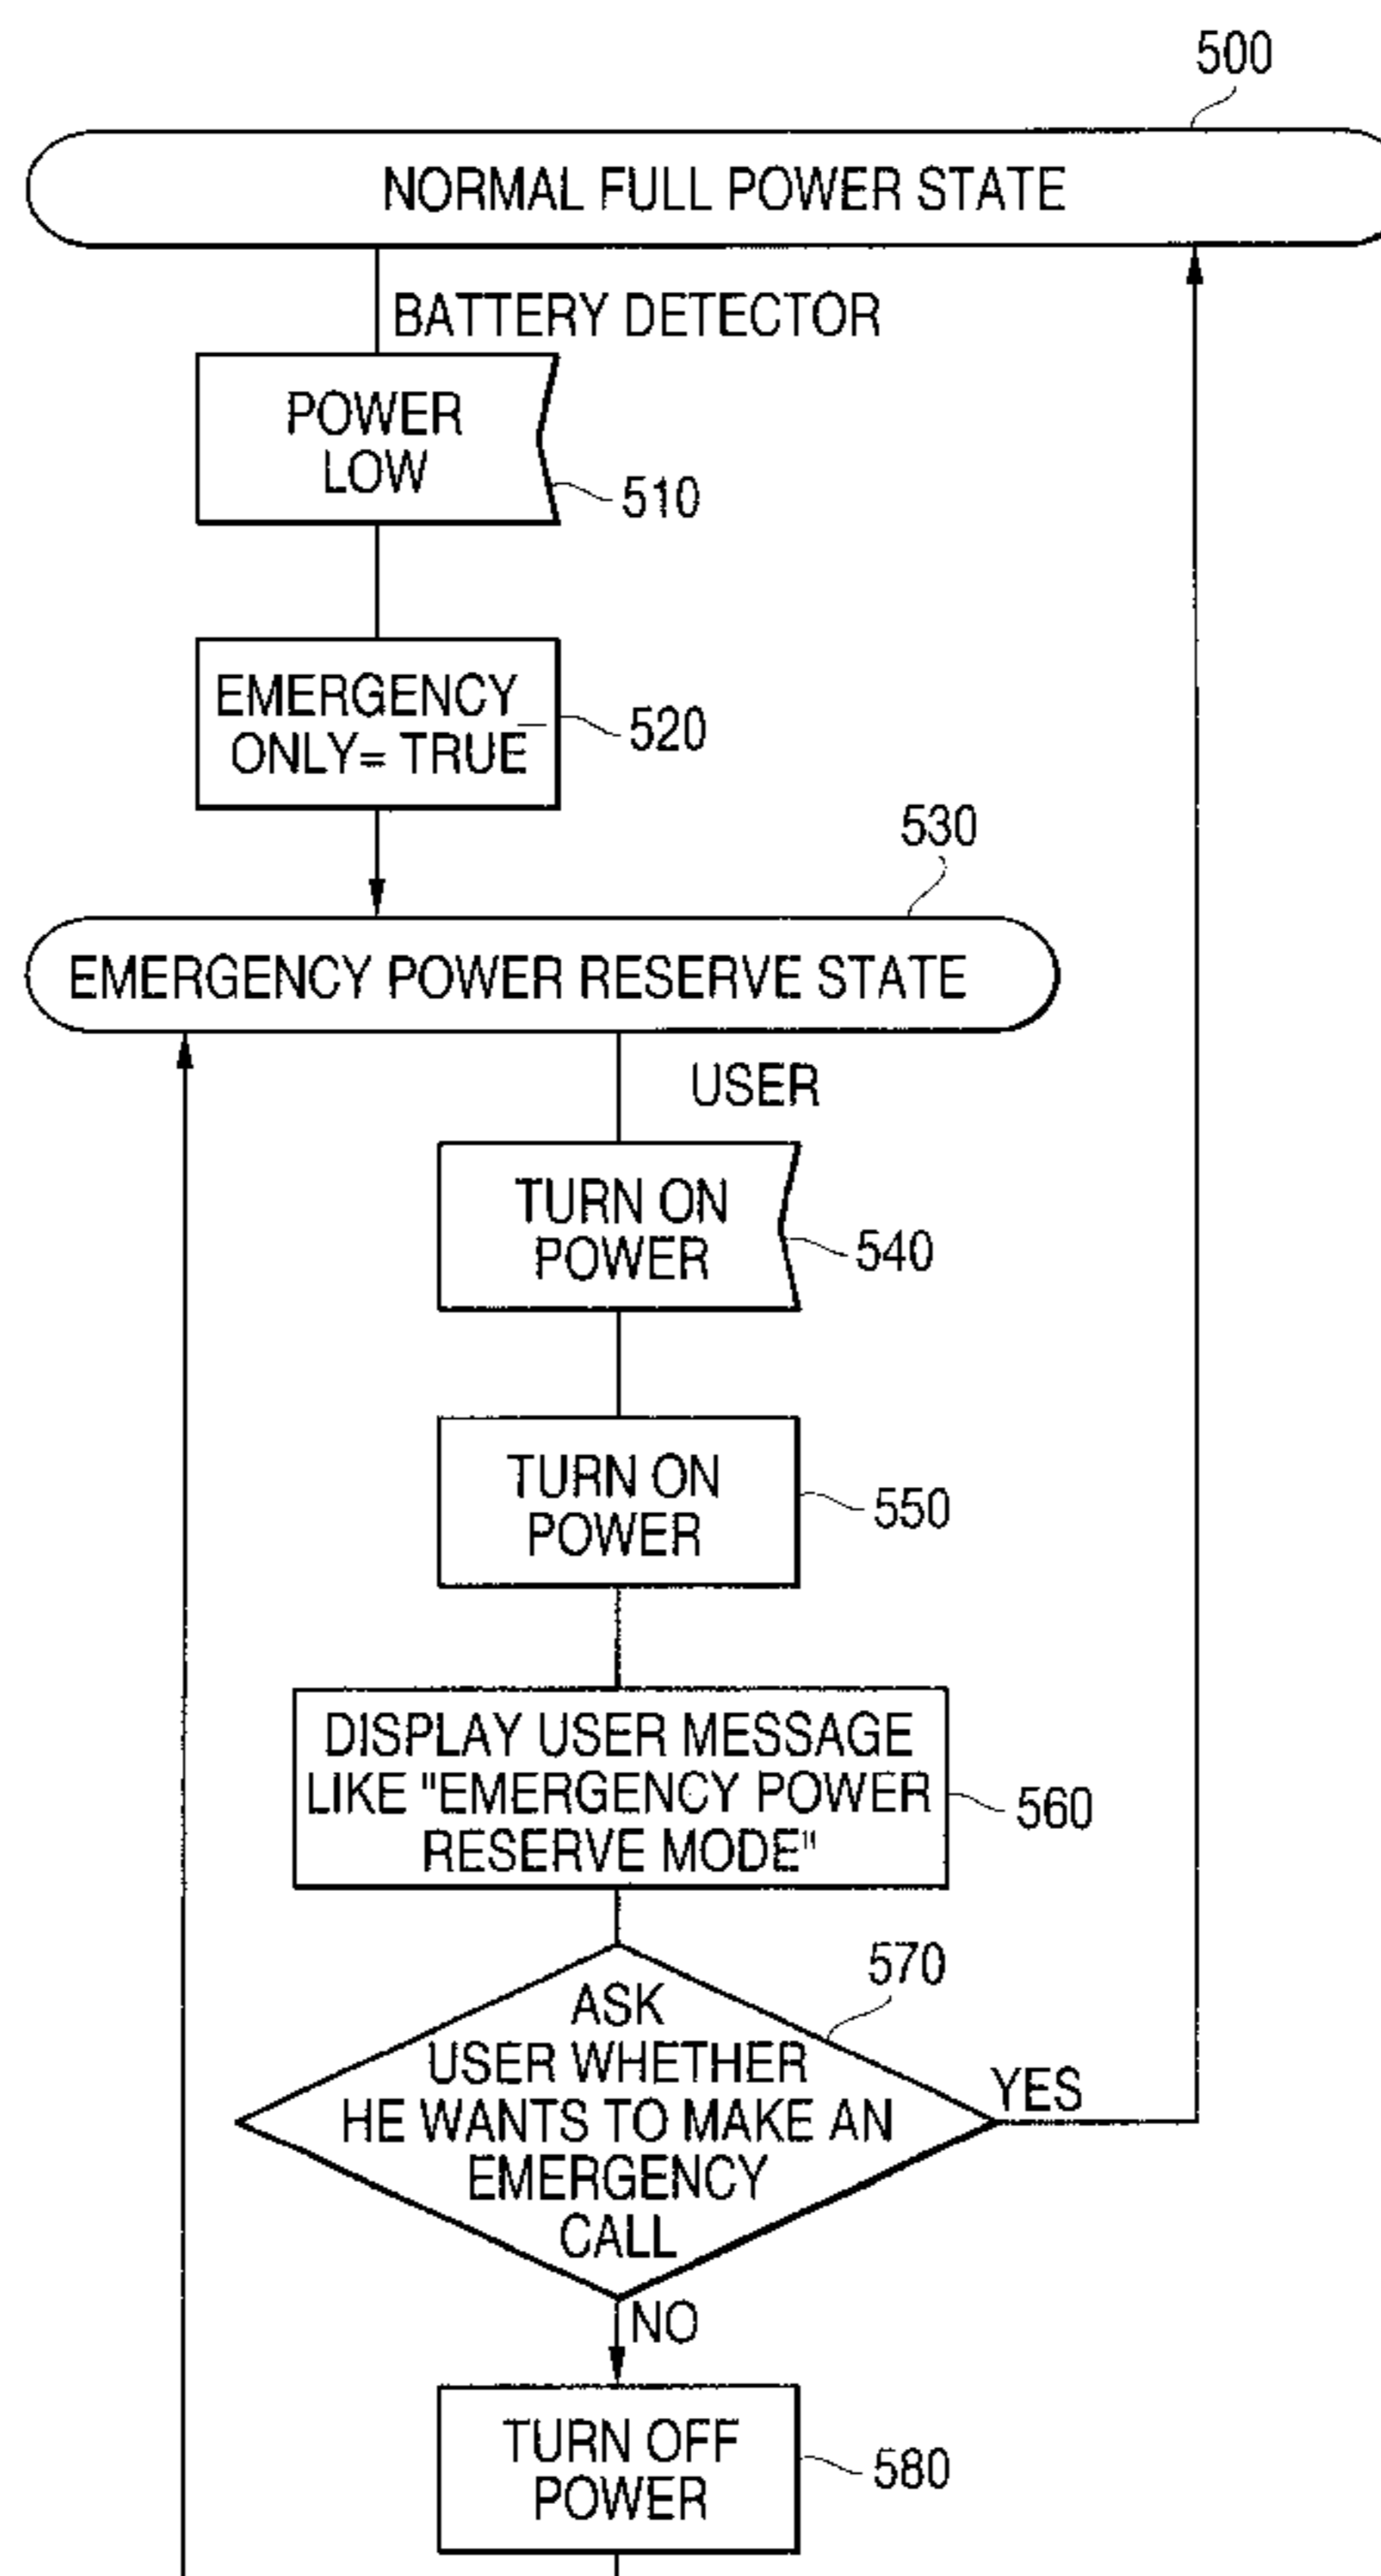 500
NORMAL FULL POWER STATE
BATTERY DETECTOR
POWER
LOW
510
EMERGENCY
ONLY= TRUE
520
530
EMERGENCY POWER RESERVE STATE
USER
TURN ON
POWER
540
TURN ON
POWER
550
DISPLAY USER MESSAGE
LIKE "EMERGENCY POWER
RESERVE MODE"
560
570
ASK
USER WHETHER
HE WANTS TO MAKE AN
EMERGENCY
CALL
YES
NO
TURN OFF
POWER
580